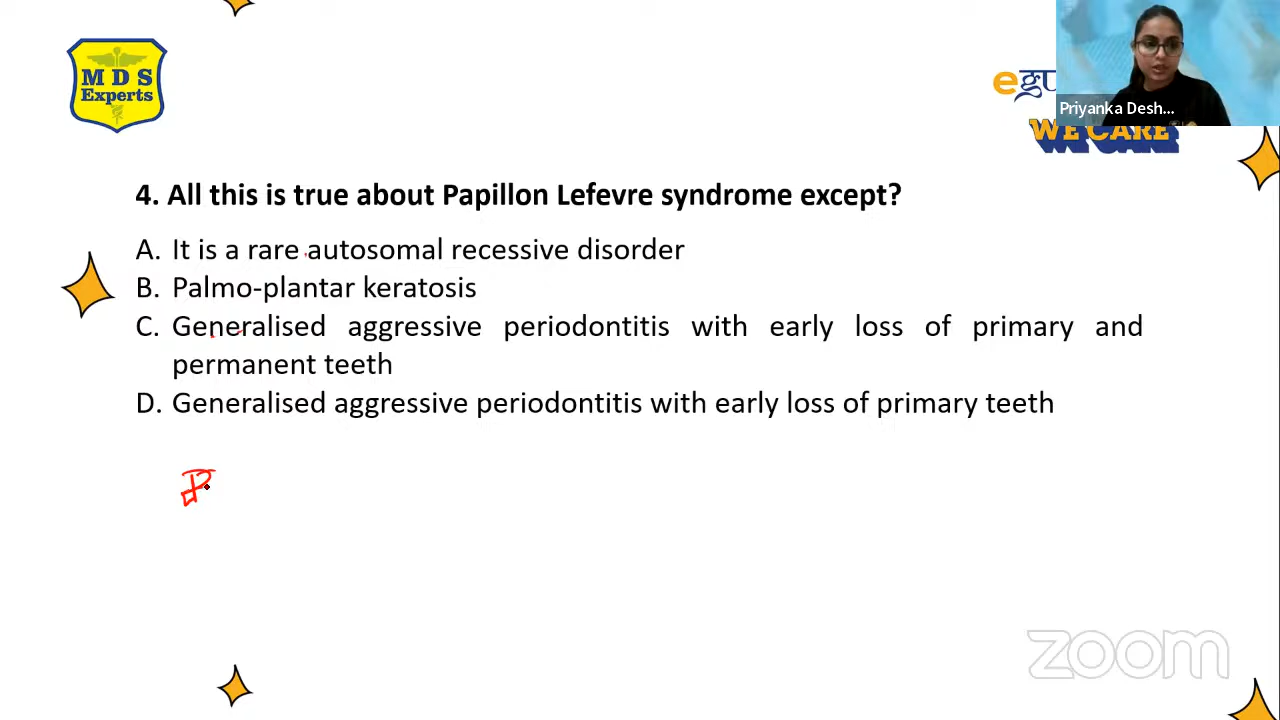 M D S
Experts
Priyanka Desh...
WE CARE
4. All this is true about Papillon Lefevre syndrome except?
A. It is a rare autosomal recessive disorder
B. Palmo-plantar keratosis
C. Generalised aggressive periodontitis with early loss of primary and
permanent teeth
D. Generalised aggressive periodontitis with early loss of primary teeth
P
zoom